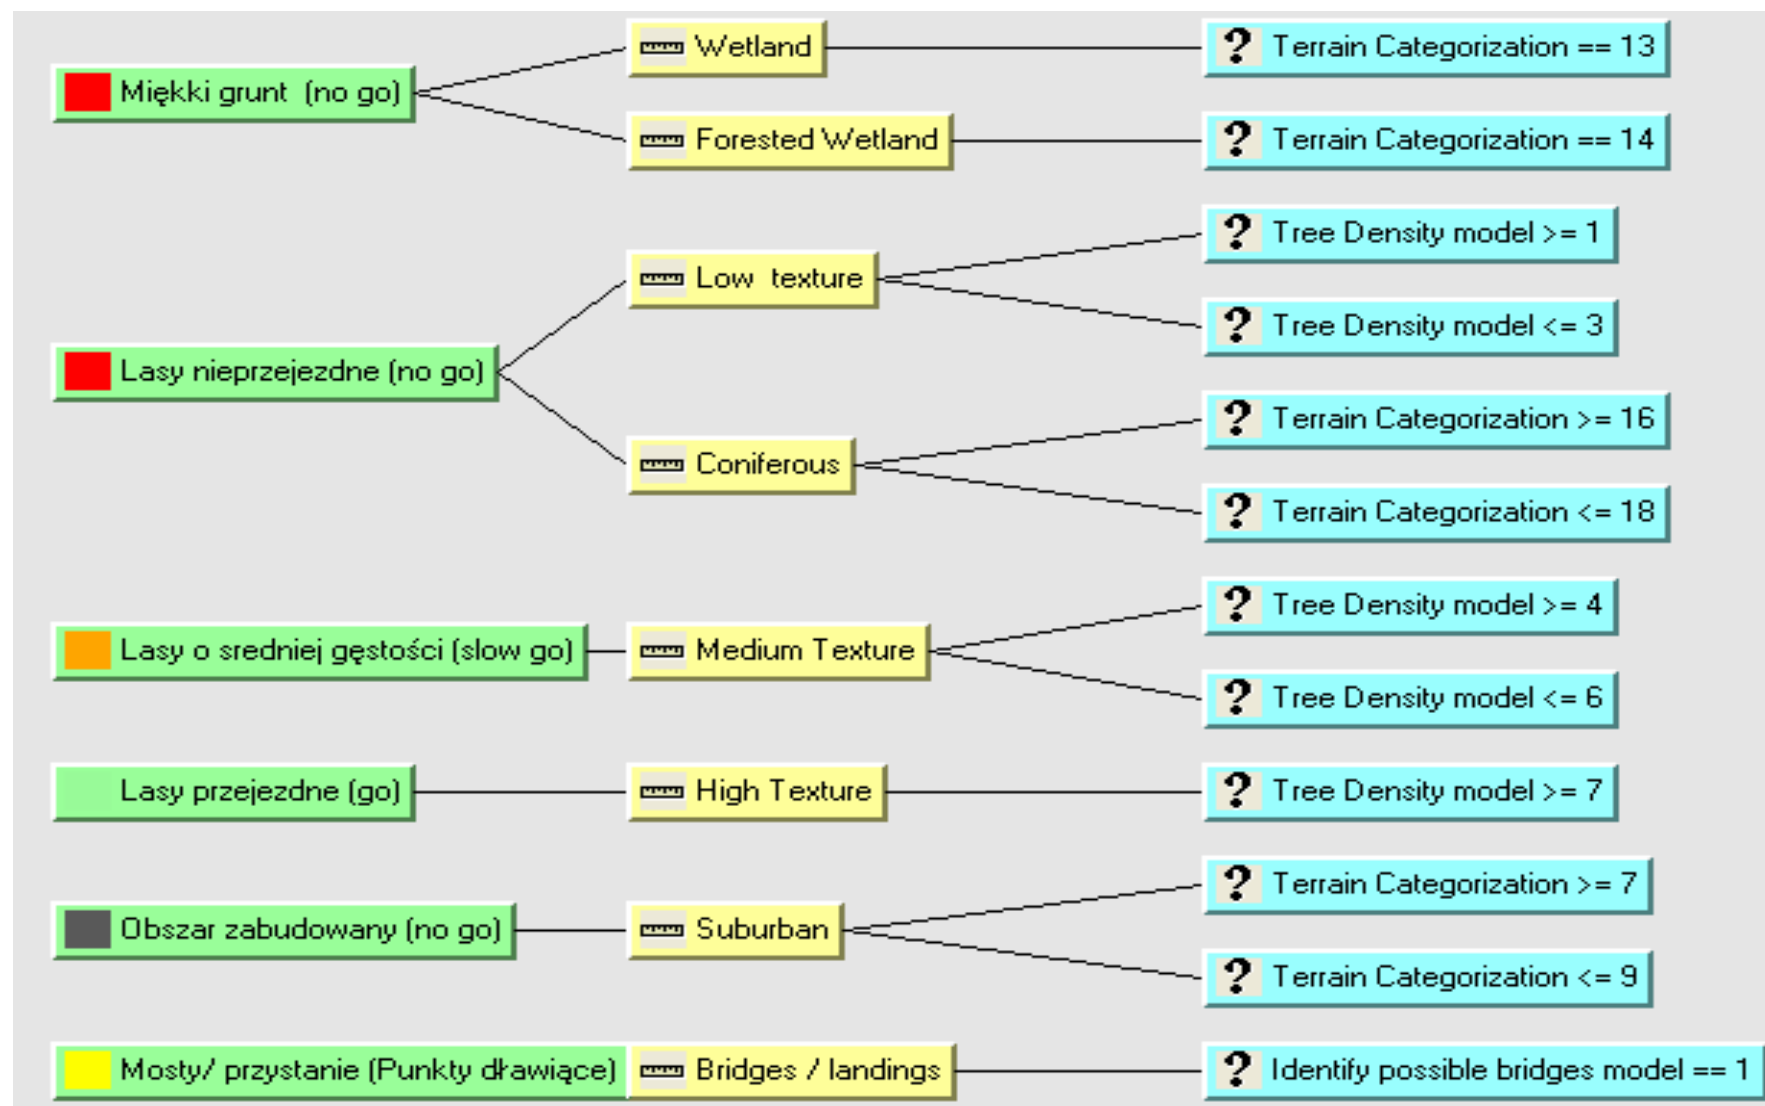 Miękki grunt (no go)
Wetland
Terrain Categorization == 13
Forested Wetland
Terrain Categorization == 14
Lasy nieprzejezdne (no go)
Low texture
Tree Density model >= 1
Tree Density model <= 3
Coniferous
Terrain Categorization >= 16
Terrain Categorization <= 18
Lasy o sredniej gęstości (slow go)
Medium Texture
Tree Density model >= 4
Tree Density model <= 6
Lasy przejezdne (go)
High Texture
Tree Density model >= 7
Obszar zabudowany (no go)
Suburban
Terrain Categorization >= 7
Terrain Categorization <= 9
Mosty/ przystanie (Punkty dławiące)
Bridges / landings
Identify possible bridges model == 1